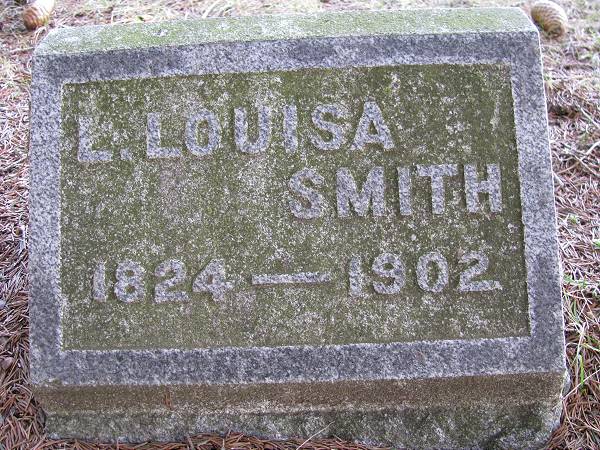 L. LOUISA
SMITH
1824 — 1902